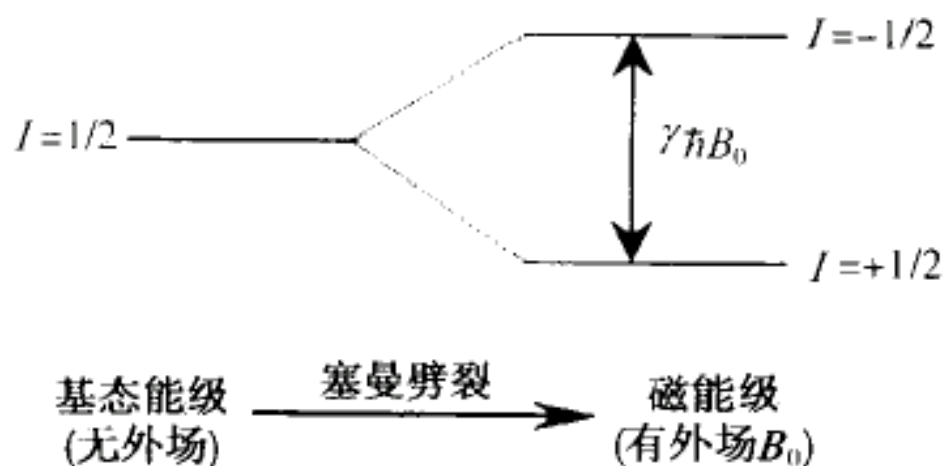 I=-1/2
I=1/2
γℏB₀
I=+1/2
基态能级 塞曼劈裂 磁能级
(无外场) (有外场B₀)